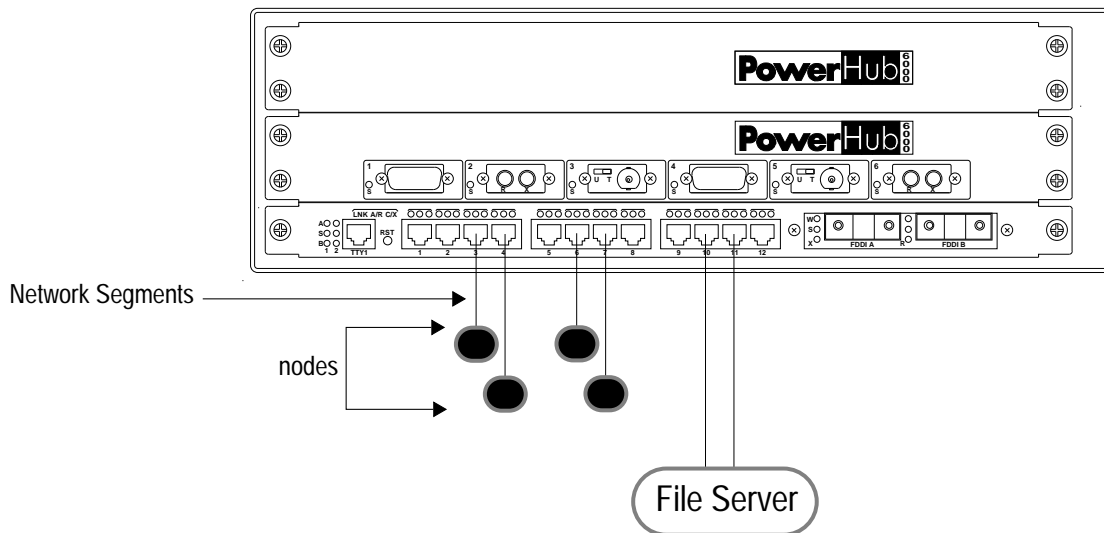 PowerHub 6000
PowerHub 6000
1 2 3 4 5 6
S S U T S S U T S
R X R X
LNK A/R C/X
A
S
B
1 2
TTY1
RST
1 2 3 4 5 6 7 8 9 10 11 12
W
S
X
FDDI A
R
FDDI B
Network Segments
nodes
File Server